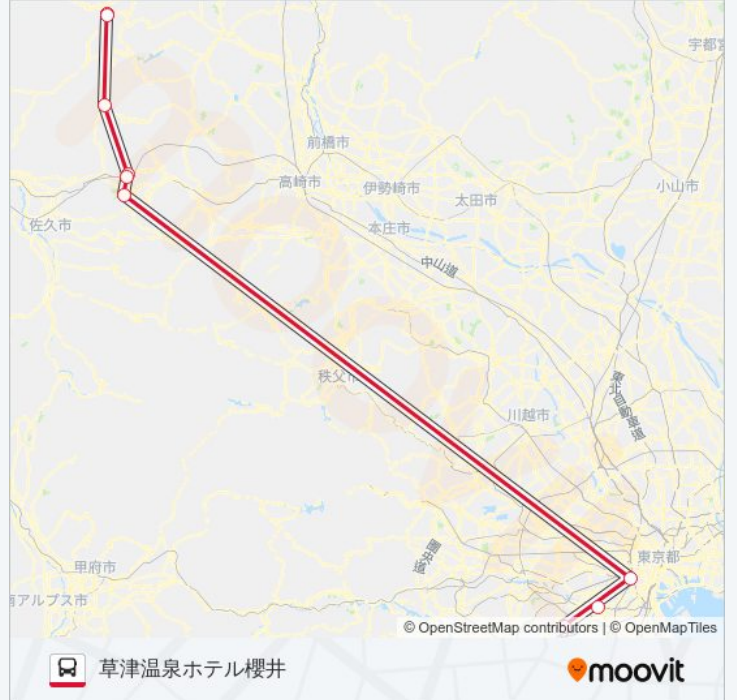 宇都宮
前橋市
高崎市
伊勢崎市
太田市
小山市
佐久市
本庄市
中山道
秩父市
東北自動車道
川越市
圏央道
東京都
甲府市
南アルプス市
© OpenStreetMap contributors | © OpenMapTiles
草津温泉ホテル櫻井
moovit